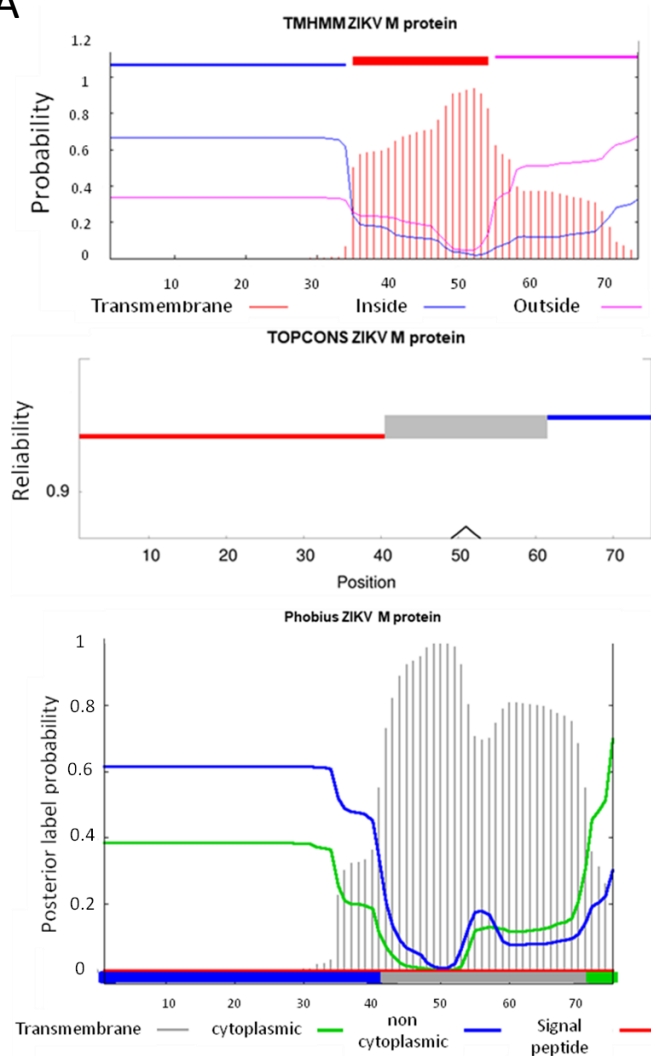 A
TMHMM ZIKV M protein
Probability
1.2
1
0.8
0.6
0.4
0.2
0
10 20 30 40 50 60 70
Transmembrane Inside Outside
TOPCONS ZIKV M protein
Reliability
0.9
10 20 30 40 50 60 70
Position
Phobius ZIKV M protein
Posterior label probability
1
0.8
0.6
0.4
0.2
0
10 20 30 40 50 60 70
Transmembrane cytoplasmic non cytoplasmic Signal peptide